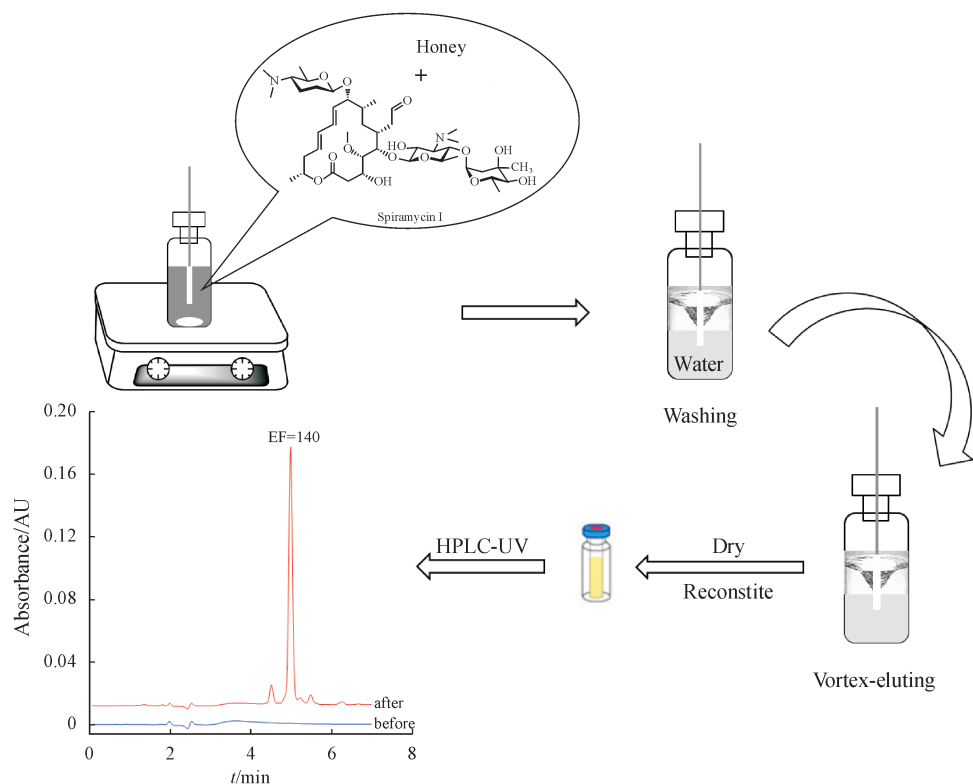 Honey
+
N
O
O
O
O
N
HO
O
O
O
O
O
OH
O
OH
CH3
OH
O
Spiramycin I
Water
Washing
Vortex-eluting
Dry
Reconstite
HPLC-UV
EF=140
after
before
Absorbance/AU
0.20
0.16
0.12
0.08
0.04
0
0
2
4
6
8
t/min